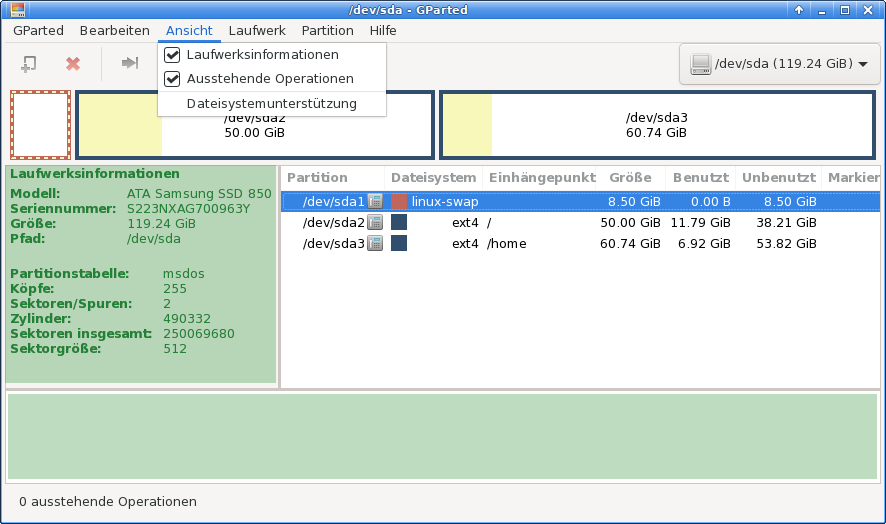 /dev/sda - GParted
GParted Bearbeiten Ansicht Laufwerk Partition Hilfe
Laufwerksinformationen
Ausstehende Operationen
Dateisystemunterstützung
/dev/sda (119.24 GiB)
/dev/sda2
50.00 GiB
/dev/sda3
60.74 GiB
Laufwerksinformationen
Modell: ATA Samsung SSD 850
Seriennummer: S223NXAG700963Y
Größe: 119.24 GiB
Pfad: /dev/sda
Partitionstabelle: msdos
Köpfe: 255
Sektoren/Spuren: 2
Zylinder: 490332
Sektoren insgesamt: 250069680
Sektorgröße: 512
Partition Dateisystem Einhängepunkt Größe Benutzt Unbenutzt Markier
/dev/sda1 linux-swap 8.50 GiB 0.00 B 8.50 GiB
/dev/sda2 ext4 / 50.00 GiB 11.79 GiB 38.21 GiB
/dev/sda3 ext4 /home 60.74 GiB 6.92 GiB 53.82 GiB
0 ausstehende Operationen